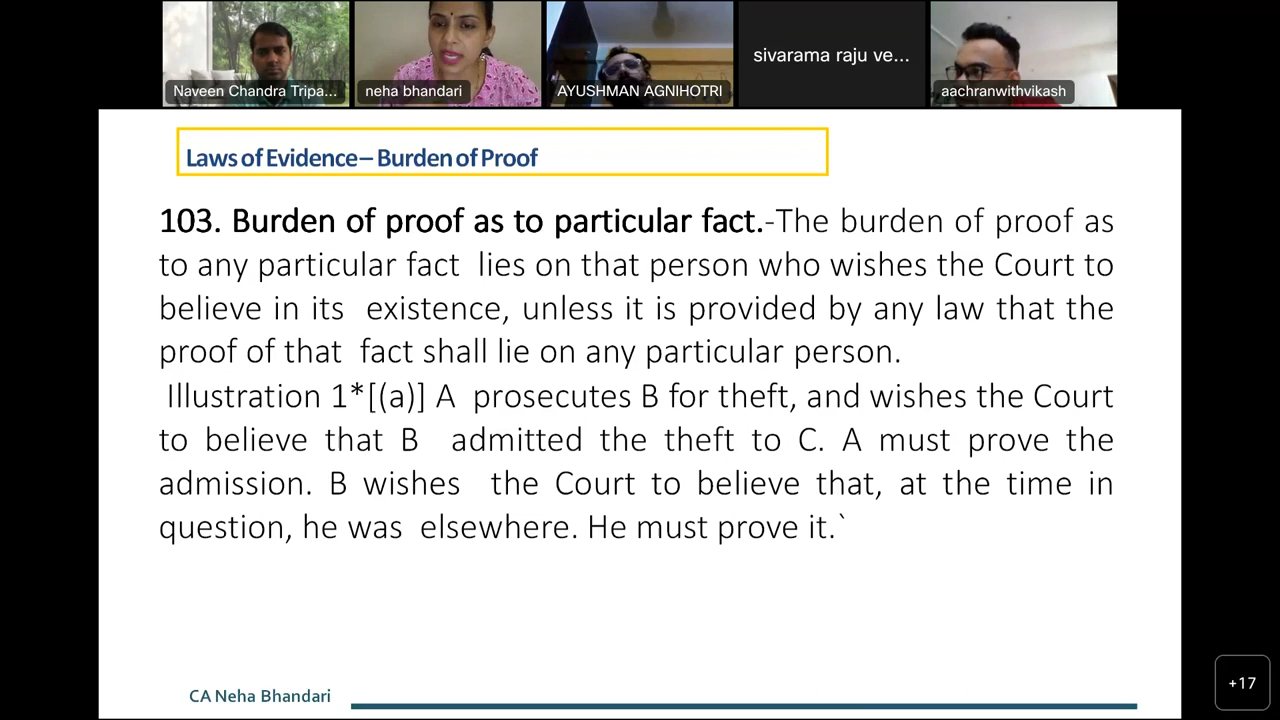 Naveen Chandra Tripa...
neha bhandari
AYUSHMAN AGNIHOTRI
sivarama raju ve...
aachranwithvikash
Laws of Evidence – Burden of Proof
103. Burden of proof as to particular fact.-The burden of proof as
to any particular fact lies on that person who wishes the Court to
believe in its existence, unless it is provided by any law that the
proof of that fact shall lie on any particular person.
Illustration 1*[(a)] A prosecutes B for theft, and wishes the Court
to believe that B admitted the theft to C. A must prove the
admission. B wishes the Court to believe that, at the time in
question, he was elsewhere. He must prove it.`
CA Neha Bhandari
+17